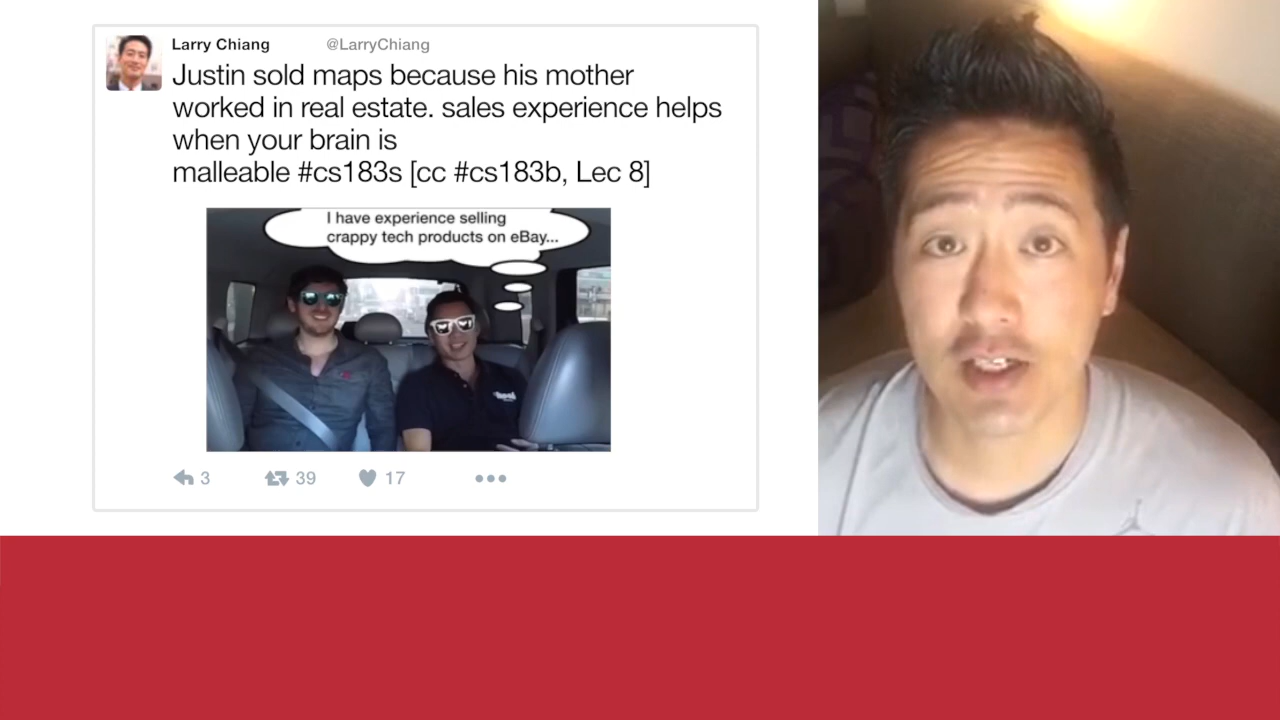 Larry Chiang @LarryChiang
Justin sold maps because his mother
worked in real estate. sales experience helps
when your brain is
malleable #cs183s [cc #cs183b, Lec 8]
I have experience selling
crappy tech products on eBay...
3 39 17